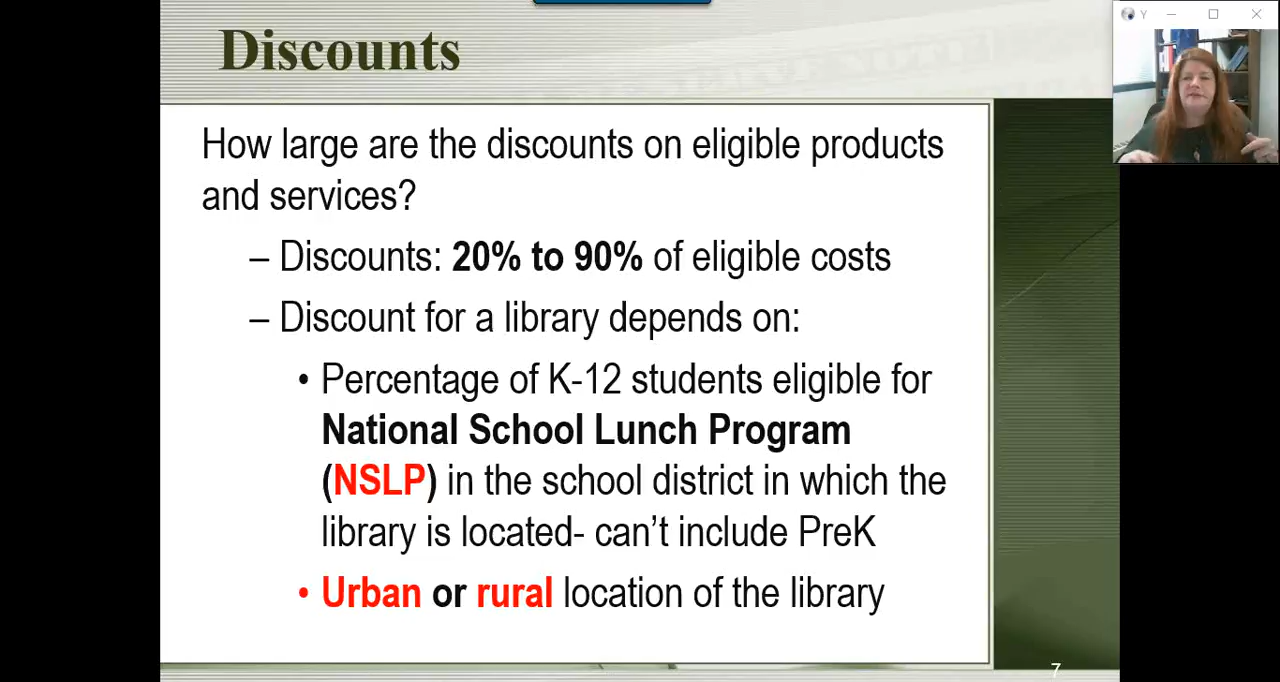 Discounts
Y
How large are the discounts on eligible products
and services?
– Discounts: 20% to 90% of eligible costs
– Discount for a library depends on:
• Percentage of K-12 students eligible for
National School Lunch Program
(NSLP) in the school district in which the
library is located- can’t include PreK
• Urban or rural location of the library
7